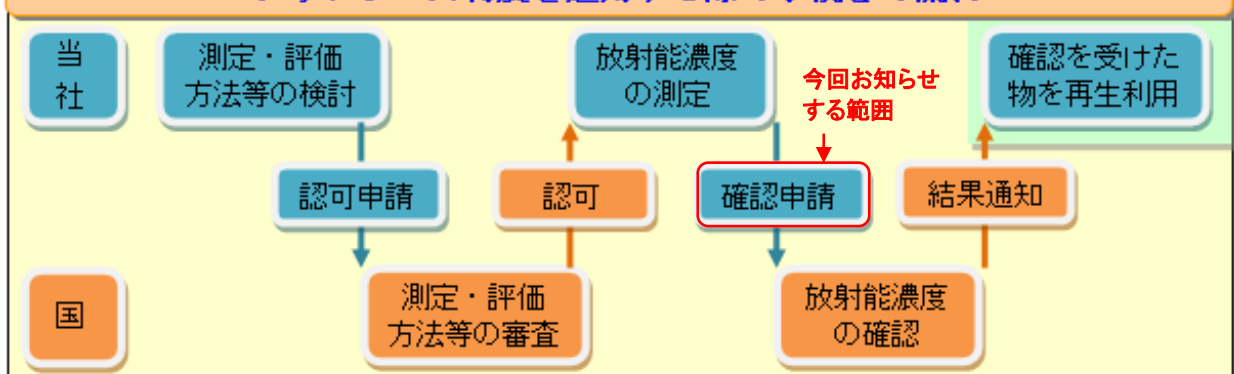 当
社
測定・評価
方法等の検討
放射能濃度
の測定
今回お知らせ
する範囲
確認を受けた
物を再生利用
認可申請
認可
確認申請
結果通知
国
測定・評価
方法等の審査
放射能濃度
の確認